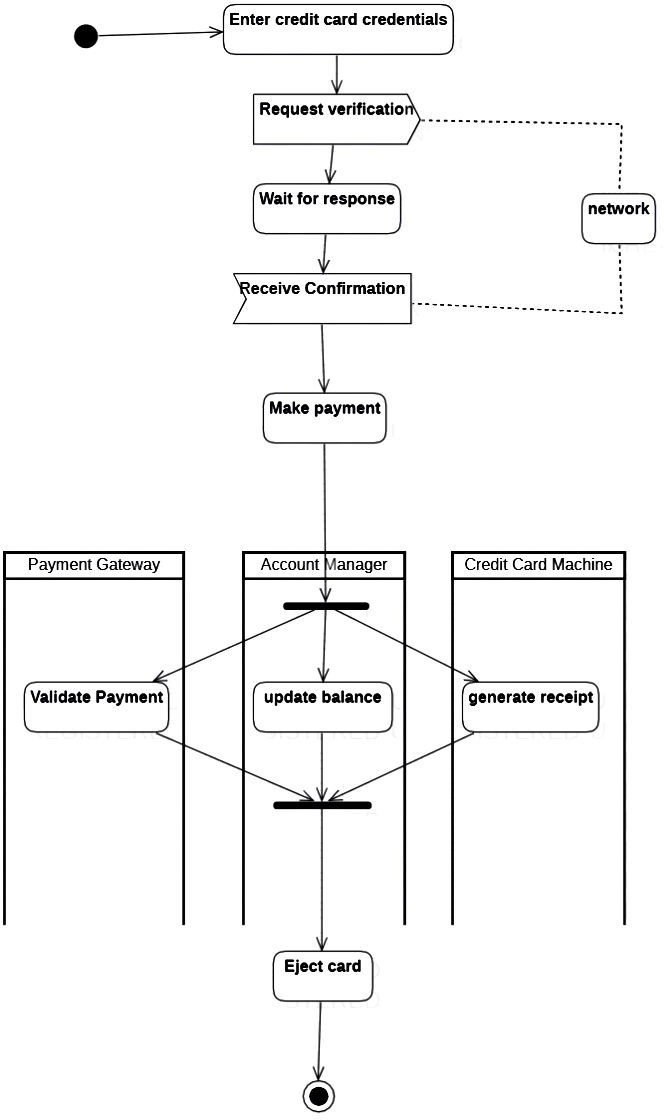 Enter credit card credentials
Request verification
Wait for response
network
Receive Confirmation
Make payment
Payment Gateway
Account Manager
Credit Card Machine
Validate Payment
update balance
generate receipt
Eject card